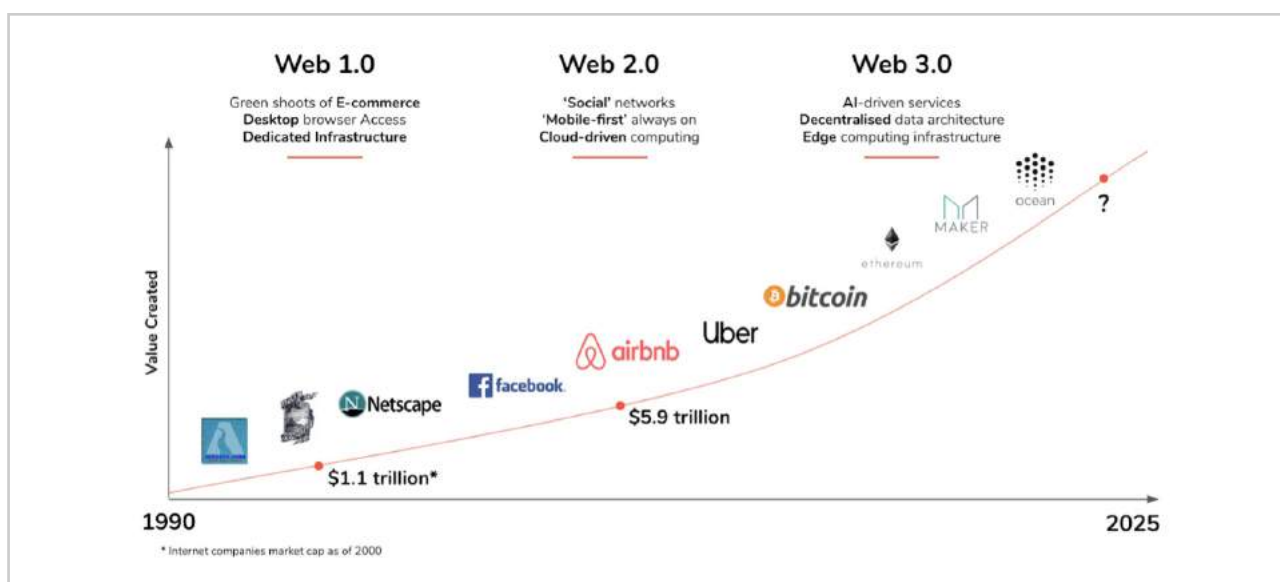 Web 1.0
Green shoots of E-commerce
Desktop browser Access
Dedicated Infrastructure
Web 2.0
'Social' networks
'Mobile-first' always on
Cloud-driven computing
Web 3.0
AI-driven services
Decentralised data architecture
Edge computing infrastructure
Value Created
Netscape
facebook
airbnb
Uber
bitcoin
ethereum
MAKER
ocean
$1.1 trillion*
$5.9 trillion
?
1990
2025
* Internet companies market cap as of 2000